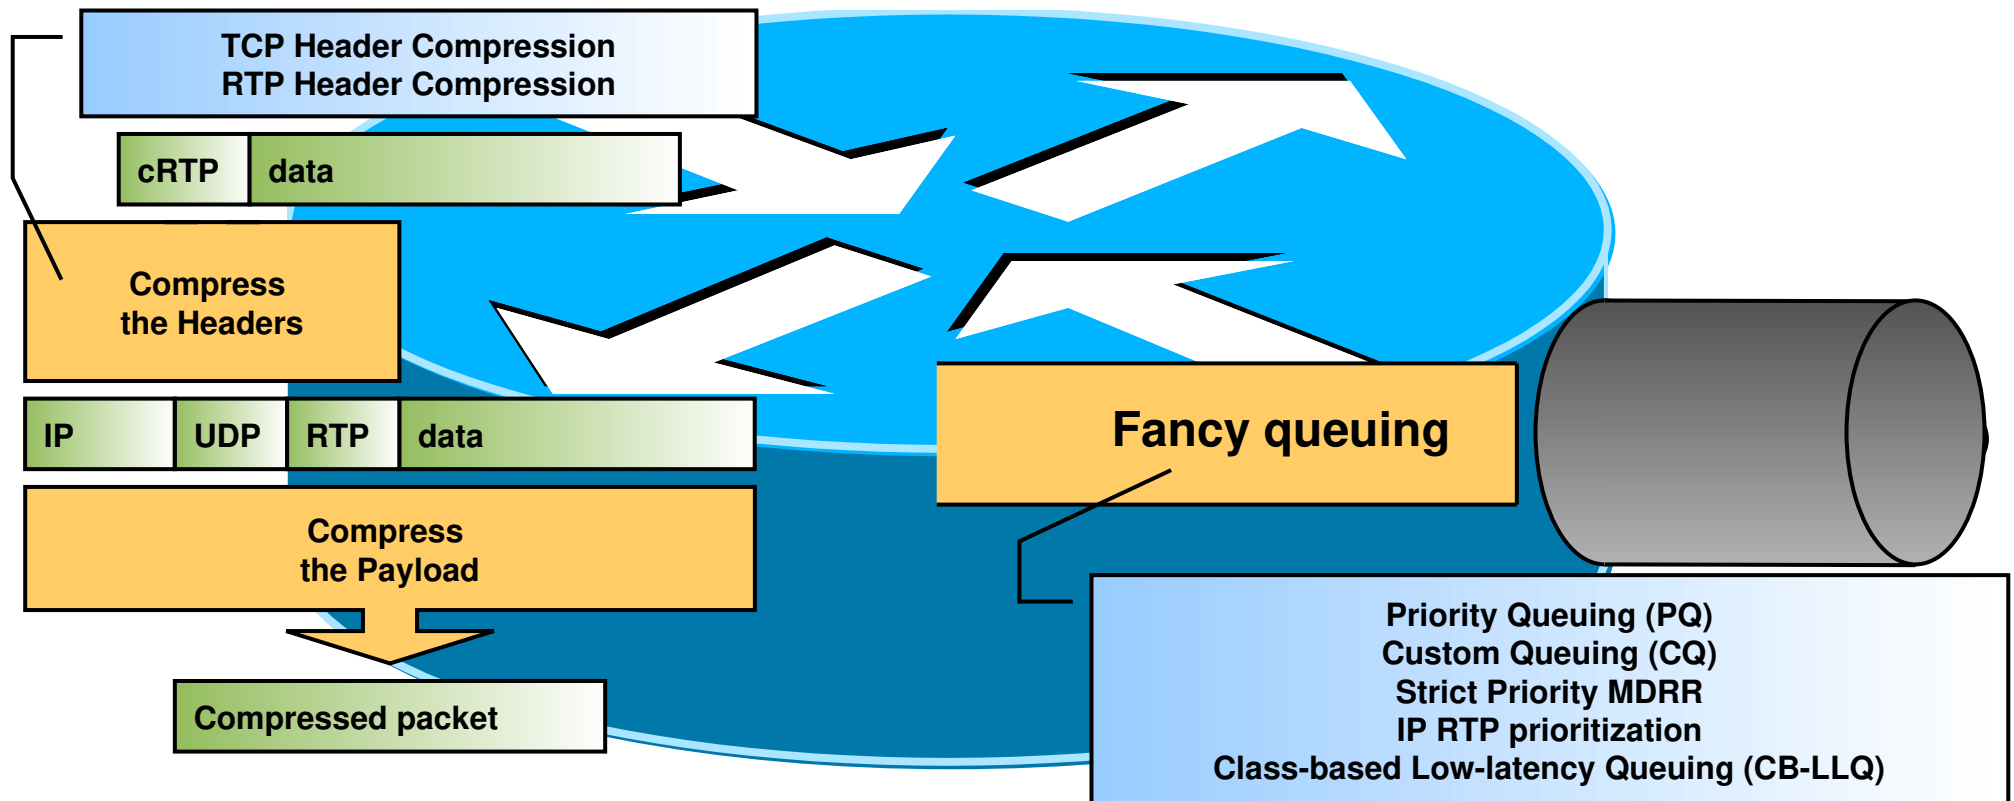 TCP Header Compression
RTP Header Compression
cRTP data
Compress
the Headers
IP UDP RTP data
Compress
the Payload
Compressed packet
Fancy queuing
Priority Queuing (PQ)
Custom Queuing (CQ)
Strict Priority MDRR
IP RTP prioritization
Class-based Low-latency Queuing (CB-LLQ)